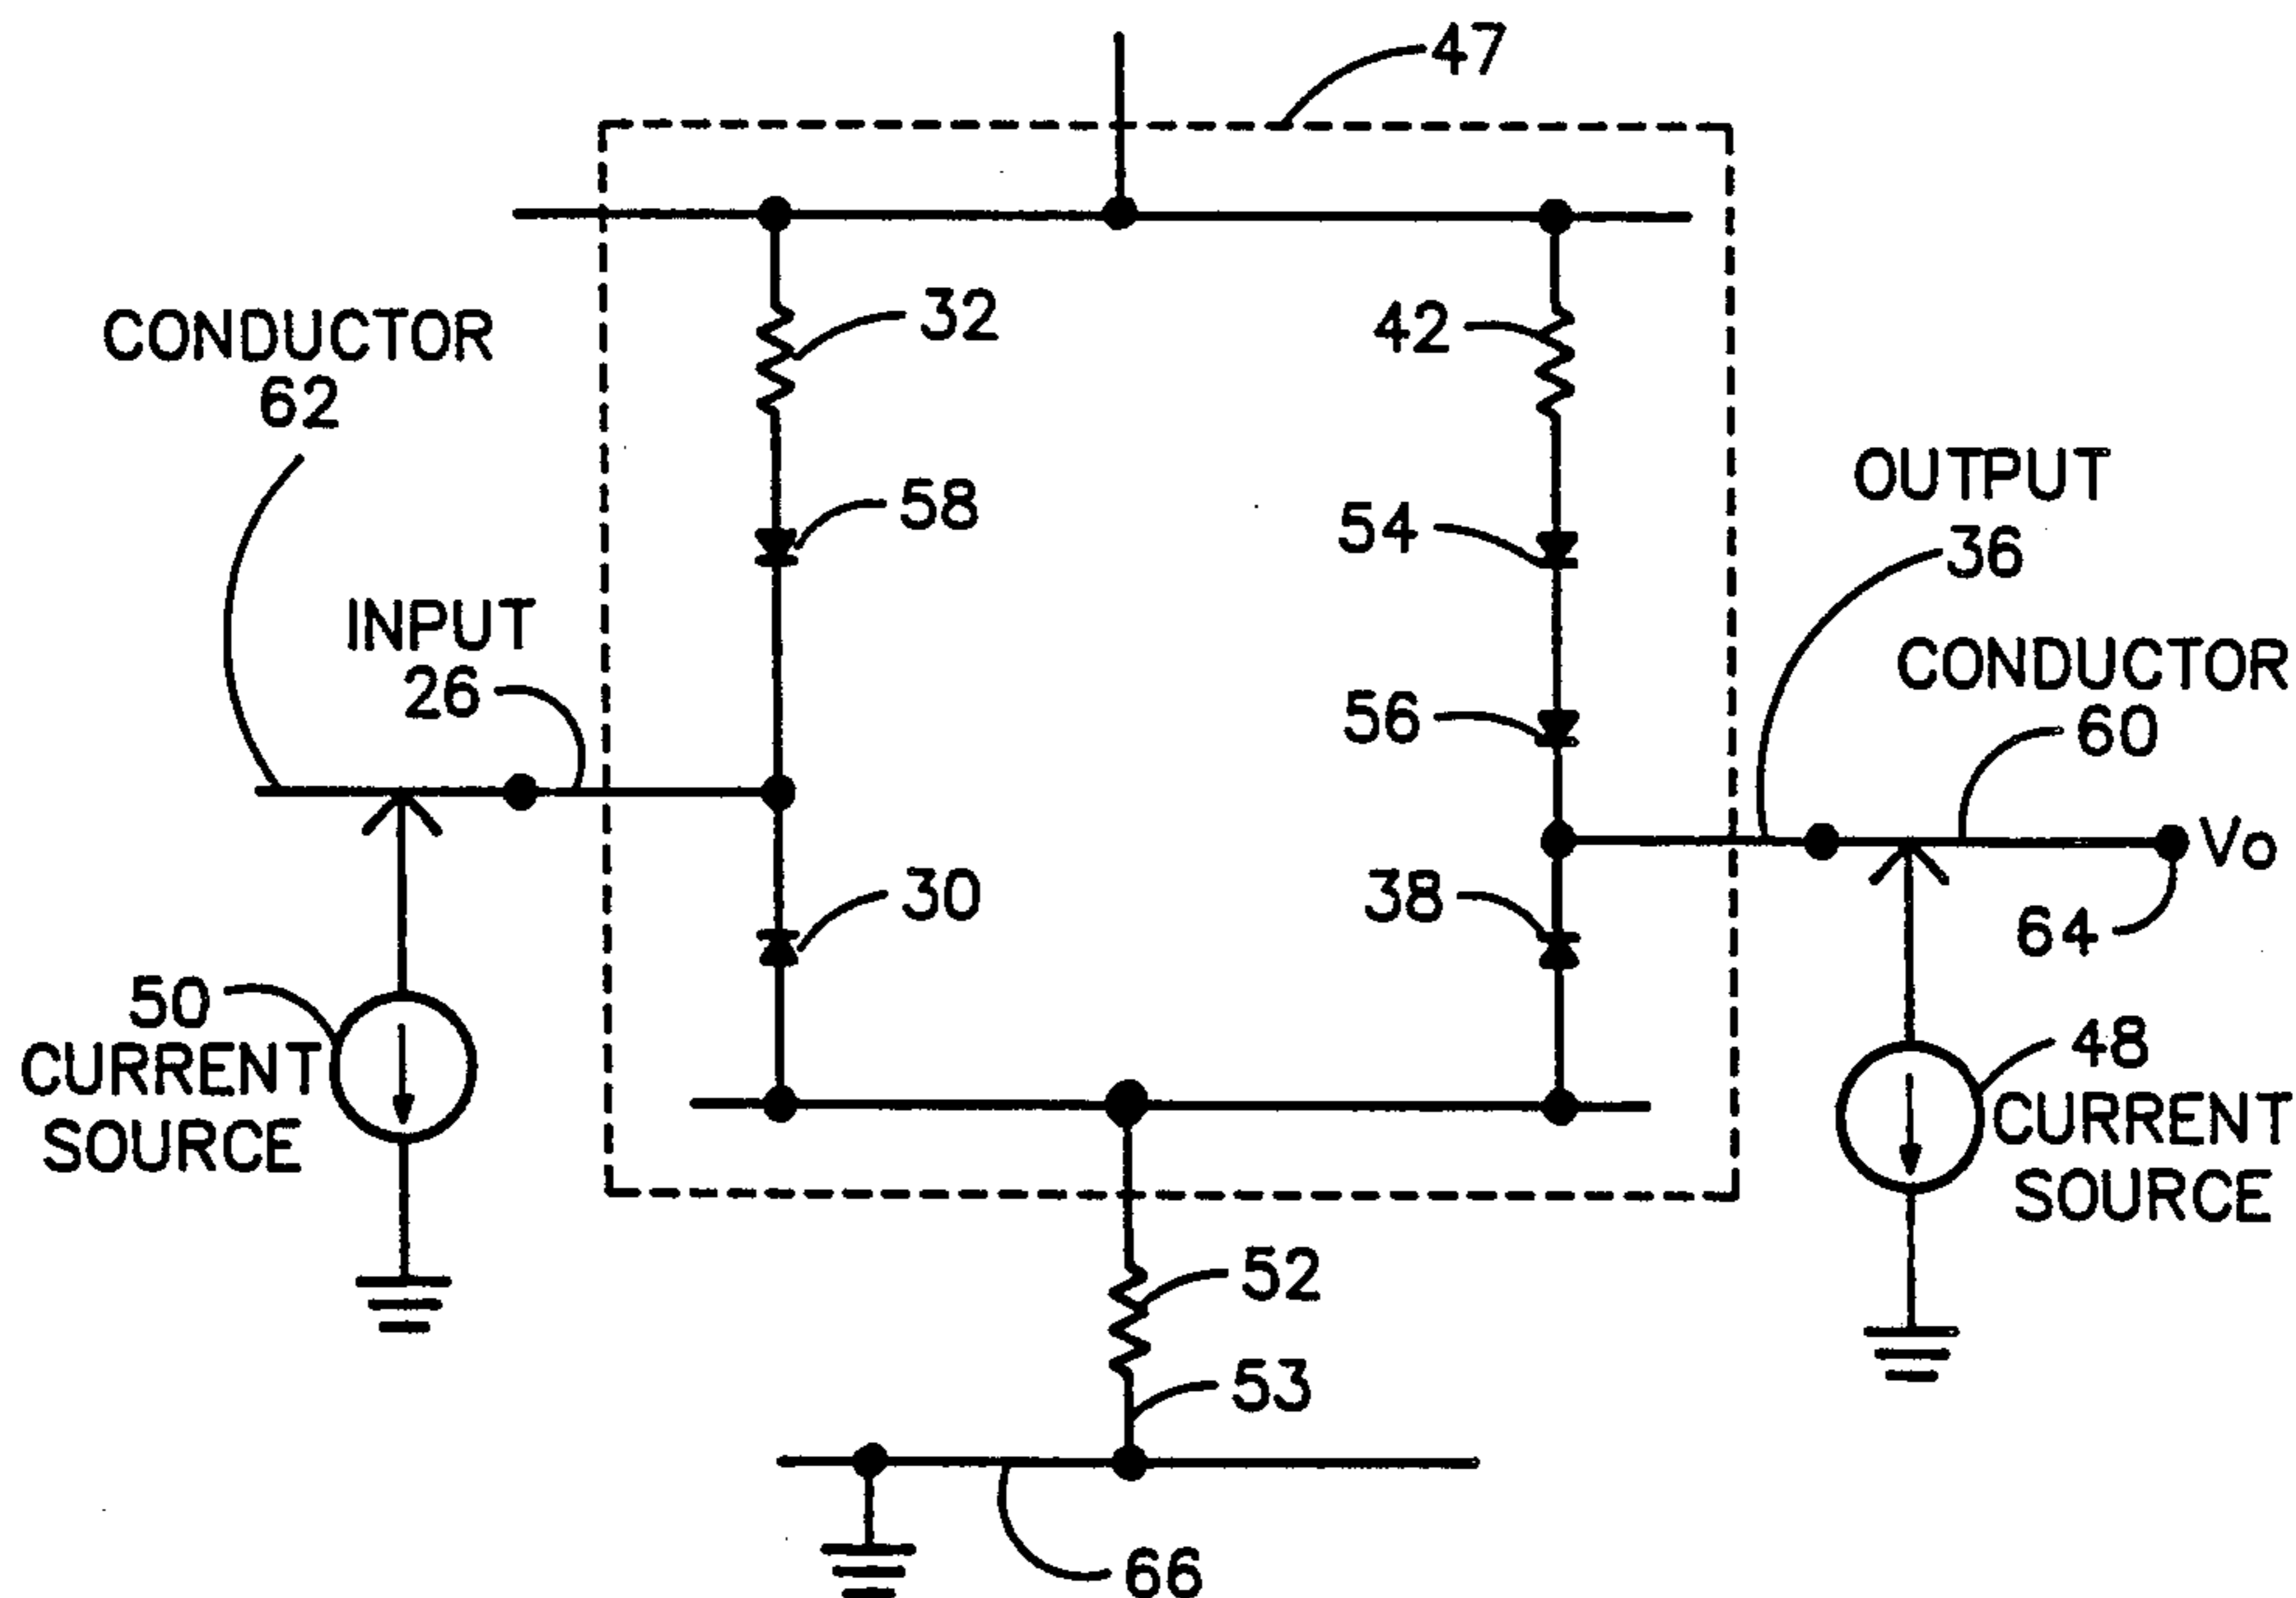 47
32
42
CONDUCTOR
62
58
54
OUTPUT
36
INPUT
26
56
CONDUCTOR
60
Vo
30
38
64
50
CURRENT
SOURCE
48
CURRENT
SOURCE
52
53
66